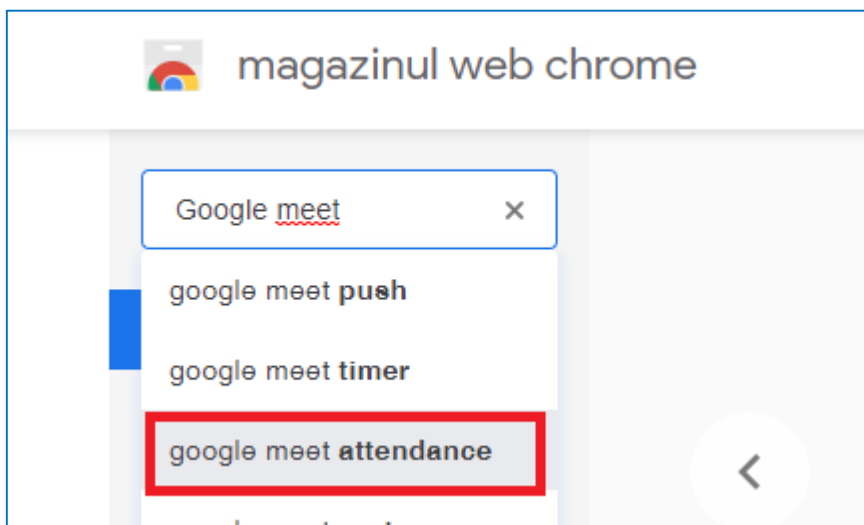 magazinul web chrome
Google meet
google meet push
google meet timer
google meet attendance